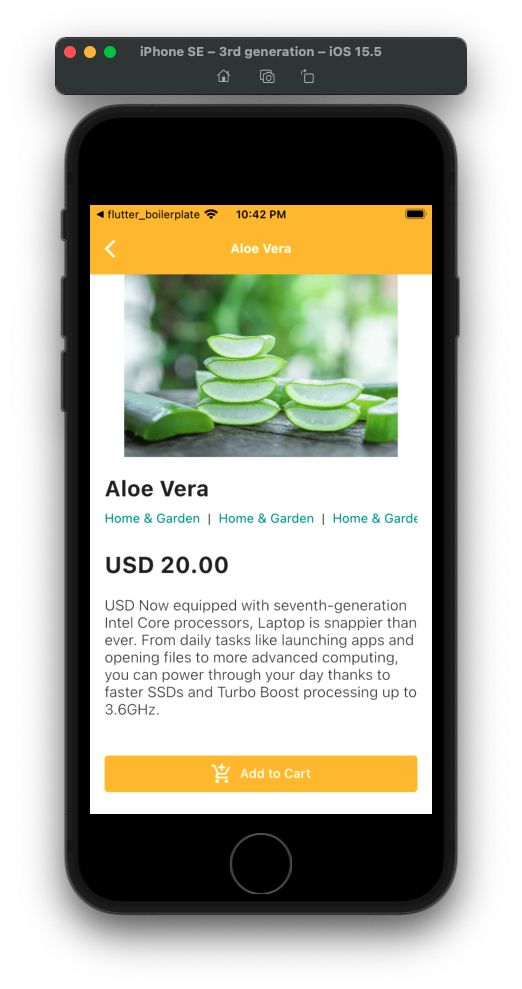 iPhone SE – 3rd generation – iOS 15.5
flutter_boilerplate 10:42 PM
Aloe Vera
Aloe Vera
Home & Garden | Home & Garden | Home & Garde
USD 20.00
USD Now equipped with seventh-generation
Intel Core processors, Laptop is snappier than
ever. From daily tasks like launching apps and
opening files to more advanced computing,
you can power through your day thanks to
faster SSDs and Turbo Boost processing up to
3.6GHz.
Add to Cart